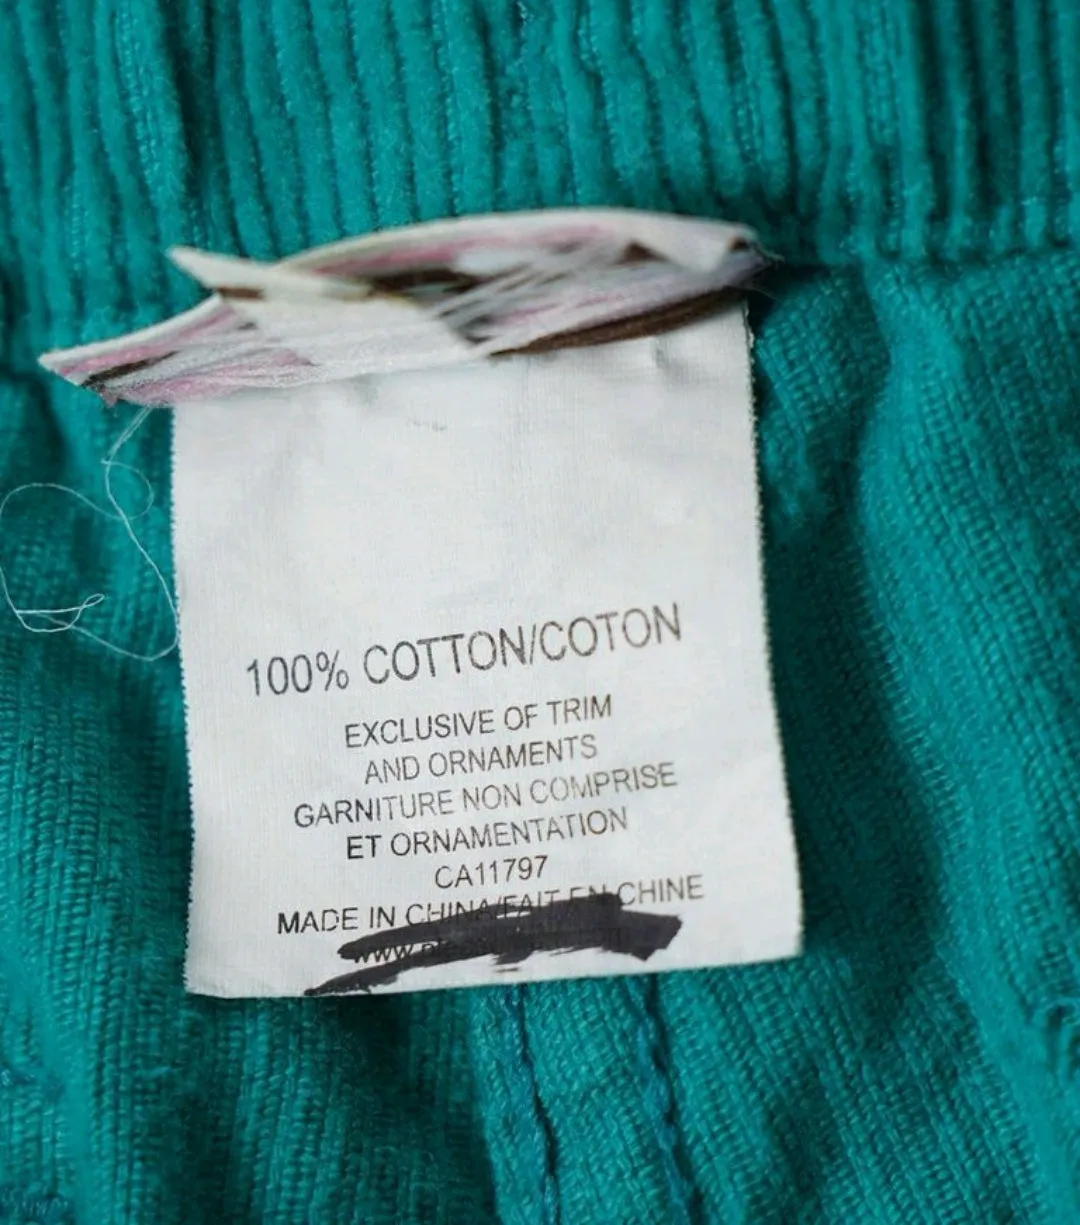 100% COTTON/COTON
EXCLUSIVE OF TRIM
AND ORNAMENTS
GARNITURE NON COMPRISE
ET ORNAMENTATION
CA11797
MADE IN CHINA/FAIT EN CHINE